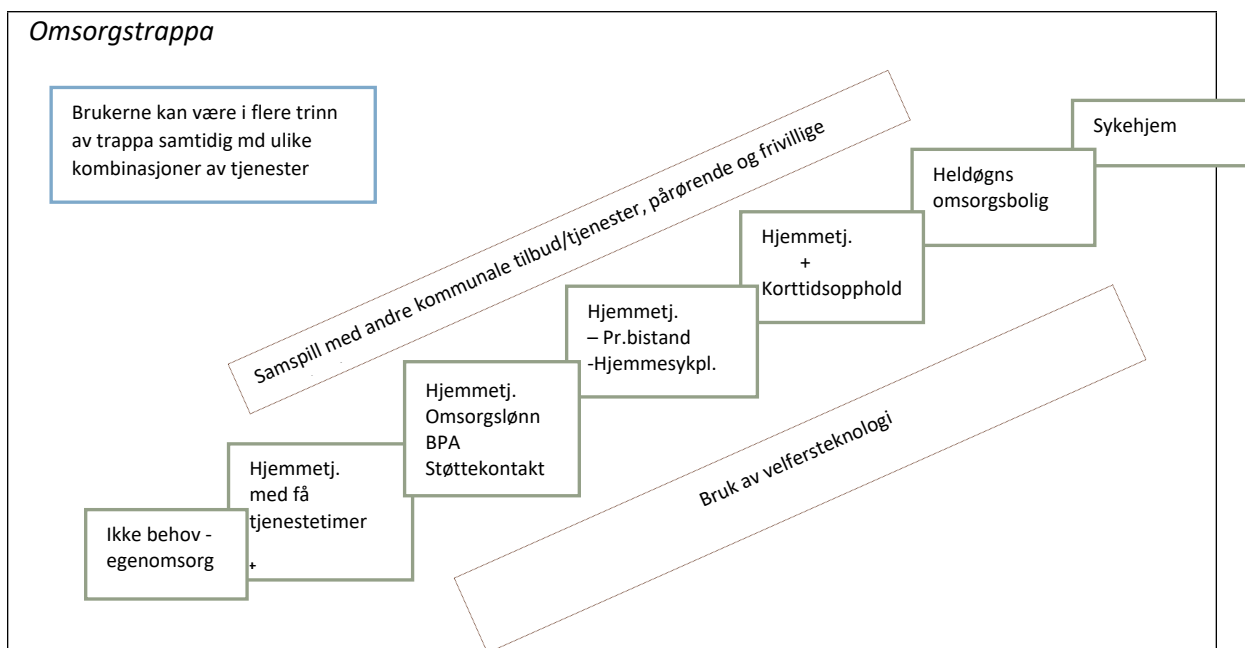 Omsorgstrappa
Brukerne kan være i flere trinn
av trappa samtidig md ulike
kombinasjoner av tjenester
Samspill med andre kommunale tilbud/tjenester, pårørende og frivillige
Sykehjem
Heldøgns
omsorgsbolig
Hjemmetj.
+
Korttidsopphold
Hjemmetj.
– Pr.bistand
-Hjemmesykpl.
Hjemmetj.
Omsorgslønn
BPA
Støttekontakt
Hjemmetj.
med få
tjenestetimer
+
Ikke behov -
egenomsorg
Bruk av velfersteknologi